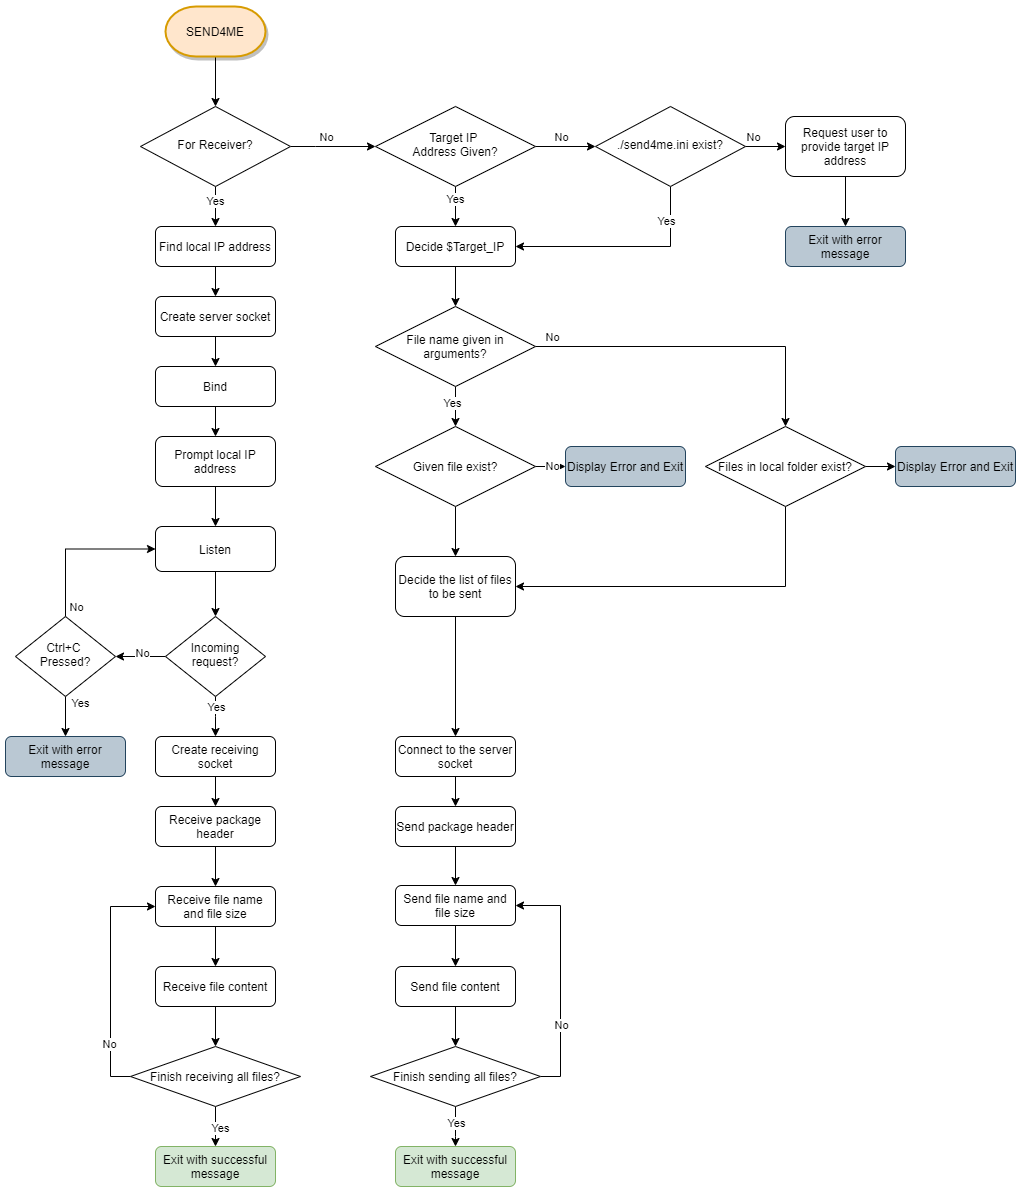 SEND4ME
For Receiver?
No
Target IP
Address Given?
No
./send4me.ini exist?
No
Request user to
provide target IP
address
Yes
Yes
Yes
Find local IP address
Decide $Target_IP
Exit with error
message
Create server socket
File name given in
arguments?
No
Bind
Yes
Prompt local IP
address
Given file exist?
No
Display Error and Exit
Files in local folder exist?
Display Error and Exit
Listen
Decide the list of files
to be sent
No
Ctrl+C
Pressed?
No
Incoming
request?
Yes
Yes
Exit with error
message
Create receiving
socket
Connect to the server
socket
Receive package
header
Send package header
Receive file name
and file size
Send file name and
file size
Receive file content
Send file content
No
No
Finish receiving all files?
Finish sending all files?
Yes
Yes
Exit with successful
message
Exit with successful
message